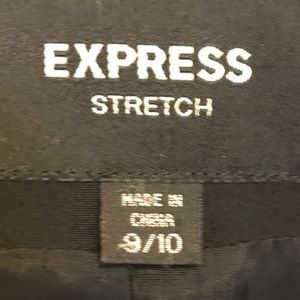 EXPRESS
STRETCH
MADE IN
CHINA
9/10